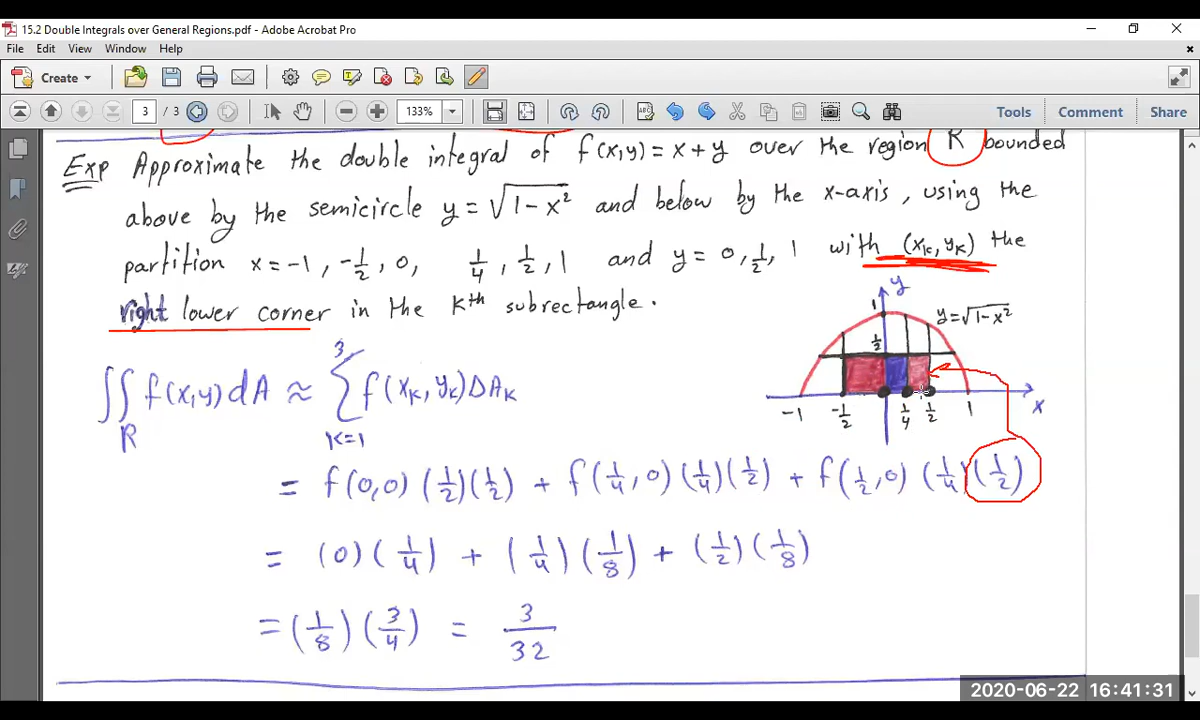 15.2 Double Integrals over General Regions.pdf - Adobe Acrobat Pro
File Edit View Window Help
Create
3 / 3 133% Tools Comment Share
Exp Approximate the double integral of f(x,y) = x + y over the region R bounded
above by the semicircle y = √(1-x²) and below by the x-axis, using the
partition x = -1, -1/2, 0, 1/4, 1/2, 1 and y = 0, 1/2, 1 with (xₖ, yₖ) the
right lower corner in the kth subrectangle.
y
1
y = √(1-x²)
1/2
-1 -1/2 1/4 1/2 1 x
∬_R f(x,y) dA ≈ ∑_{k=1}^{3} f(xₖ, yₖ) ΔAₖ
= f(0,0) (1/2)(1/2) + f(1/4, 0) (1/4)(1/2) + f(1/2, 0) (1/4)(1/2)
= (0)(1/4) + (1/4)(1/8) + (1/2)(1/8)
= (1/8)(3/4) = 3/32
2020-06-22 16:41:31